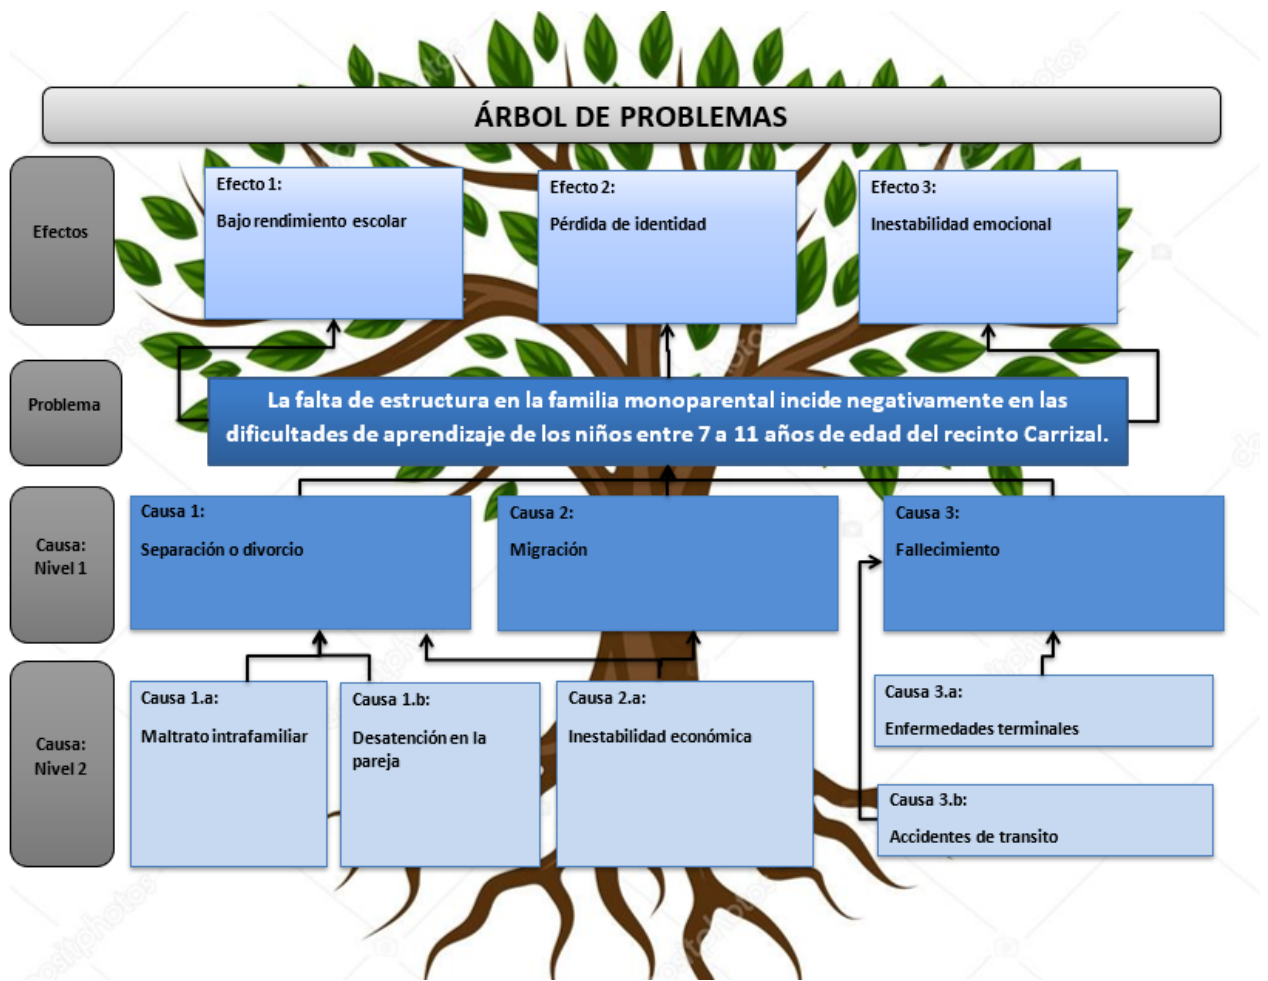 ÁRBOL DE PROBLEMAS
Efectos
Efecto 1:
Bajo rendimiento escolar
Efecto 2:
Pérdida de identidad
Efecto 3:
Inestabilidad emocional
Problema
La falta de estructura en la familia monoparental incide negativamente en las
dificultades de aprendizaje de los niños entre 7 a 11 años de edad del recinto Carrizal.
Causa:
Nivel 1
Causa 1:
Separación o divorcio
Causa 2:
Migración
Causa 3:
Fallecimiento
Causa:
Nivel 2
Causa 1.a:
Maltrato intrafamiliar
Causa 1.b:
Desatención en la
pareja
Causa 2.a:
Inestabilidad económica
Causa 3.a:
Enfermedades terminales
Causa 3.b:
Accidentes de transito